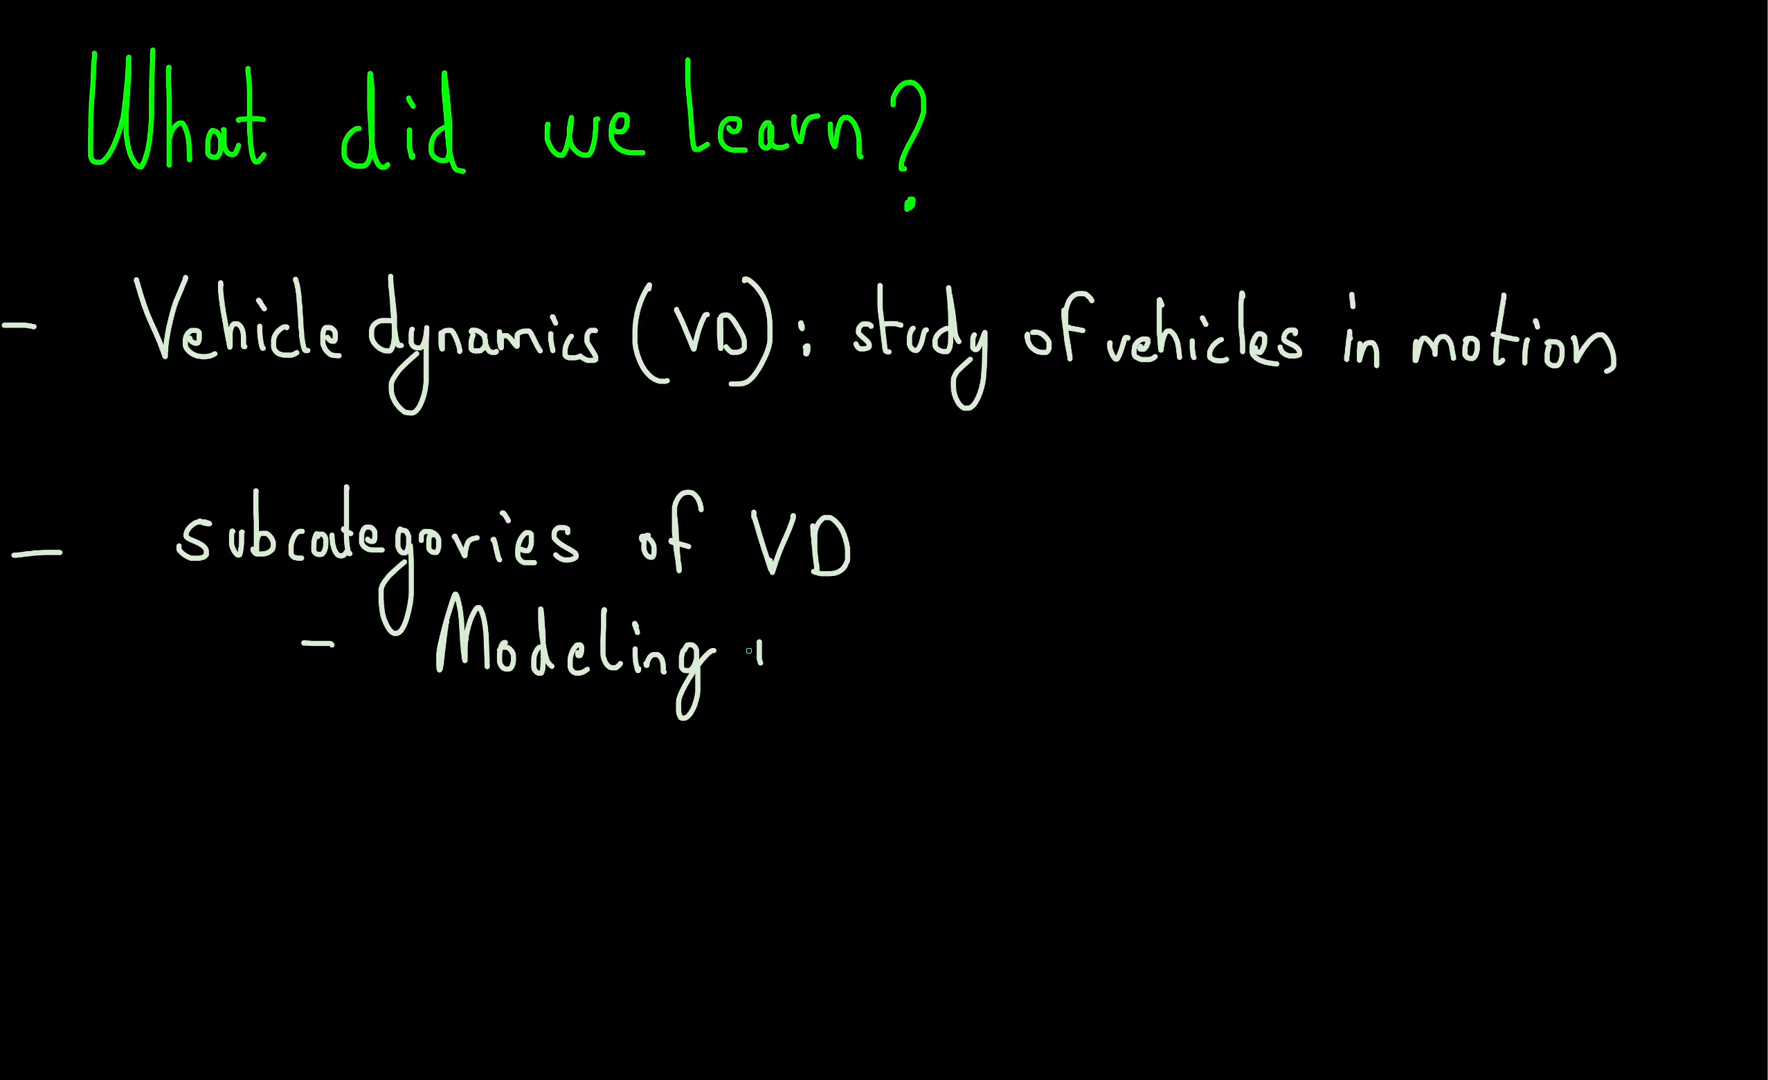 What did we learn?
- Vehicle dynamics (VD): study of vehicles in motion
- subcategories of VD
- Modeling